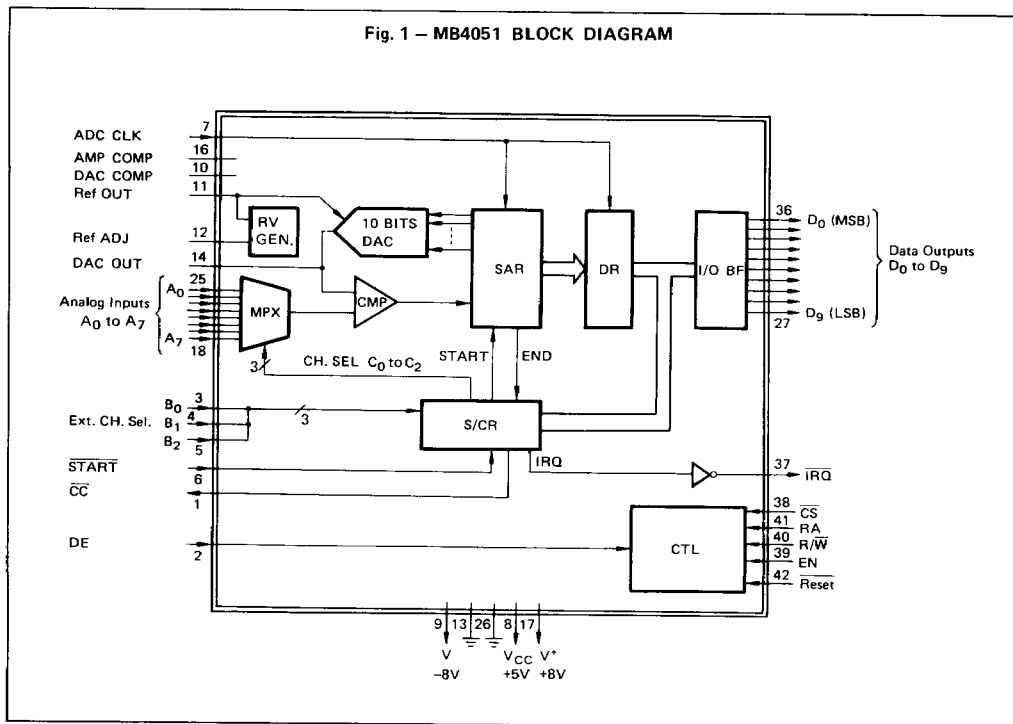 Fig. 1 – MB4051 BLOCK DIAGRAM
ADC CLK
7
AMP COMP
16
DAC COMP
10
Ref OUT
11
RV
GEN.
10 BITS
DAC
SAR
DR
I/O BF
36
D0 (MSB)
Data Outputs
D0 to D9
D9 (LSB)
27
Ref ADJ
12
DAC OUT
14
25
A0
Analog Inputs
A0 to A7
A7
18
MPX
CMP
3
CH. SEL C0 to C2
START
END
B0
3
Ext. CH. Sel.
B1
4
B2
5
3
S/CR
START
6
CC
1
IRQ
37
IRQ
DE
2
CTL
38
CS
41
RA
40
R/W
39
EN
42
Reset
9
13
26
8
17
V
VCC
V+
-8V
+5V
+8V